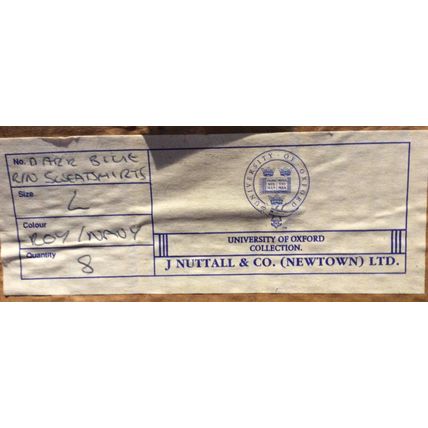 No. DARK BLUE
R/N SWEATSHIRTS
Size
L
Colour
ROY/NAVY
Quantity
8
UNIVERSITY · OF · OXFORD
UNIVERSITY OF OXFORD
COLLECTION.
J NUTTALL & CO. (NEWTOWN) LTD.